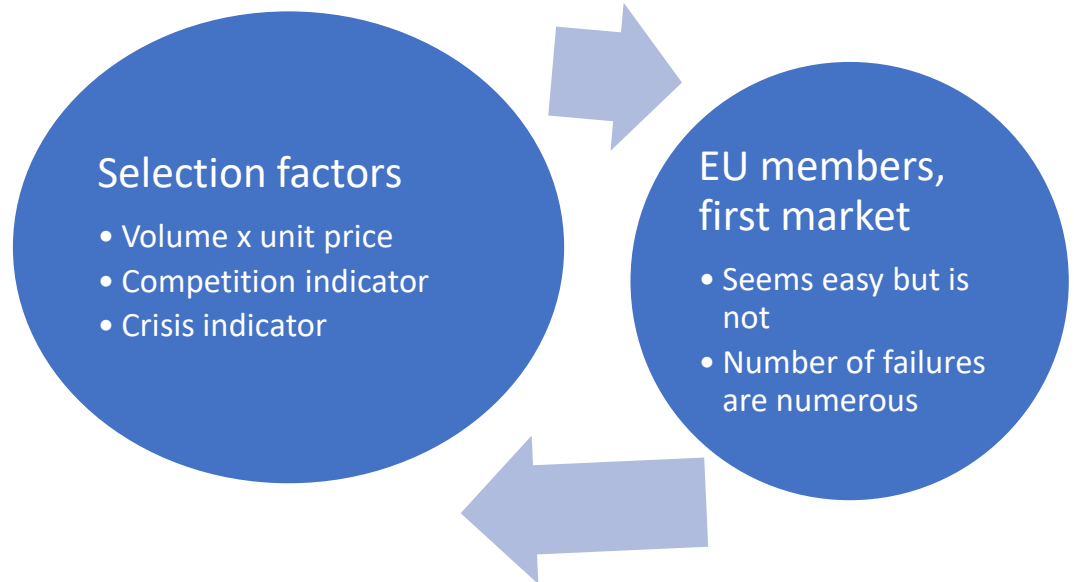 Selection factors
• Volume x unit price
• Competition indicator
• Crisis indicator
EU members,
first market
• Seems easy but is
not
• Number of failures
are numerous